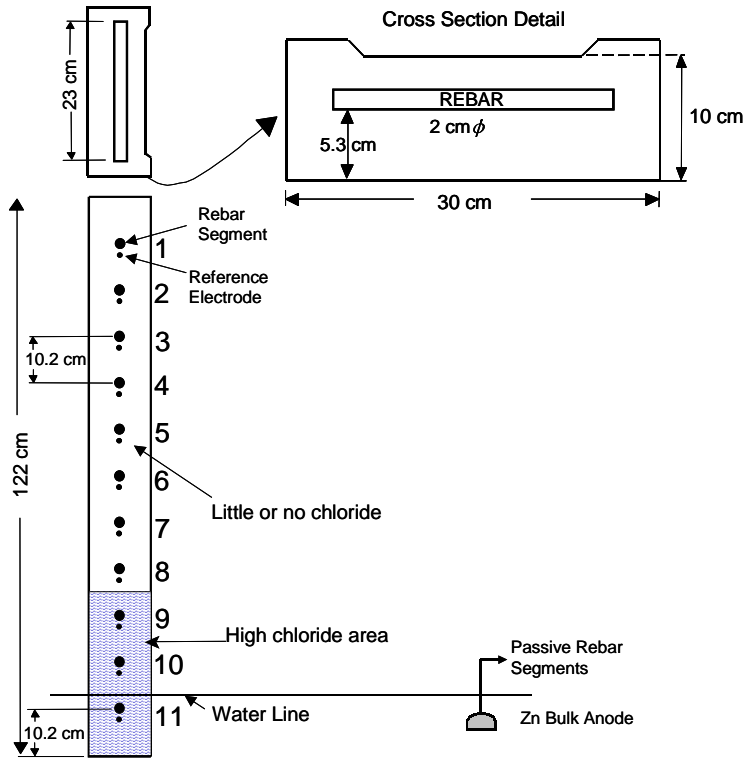 Cross Section Detail
23 cm
REBAR
2 cmϕ
5.3 cm
10 cm
30 cm
Rebar
Segment
1
Reference
Electrode
2
3
10.2 cm
4
5
122 cm
6
Little or no chloride
7
8
9
High chloride area
10
Passive Rebar
Segments
11
Water Line
Zn Bulk Anode
10.2 cm